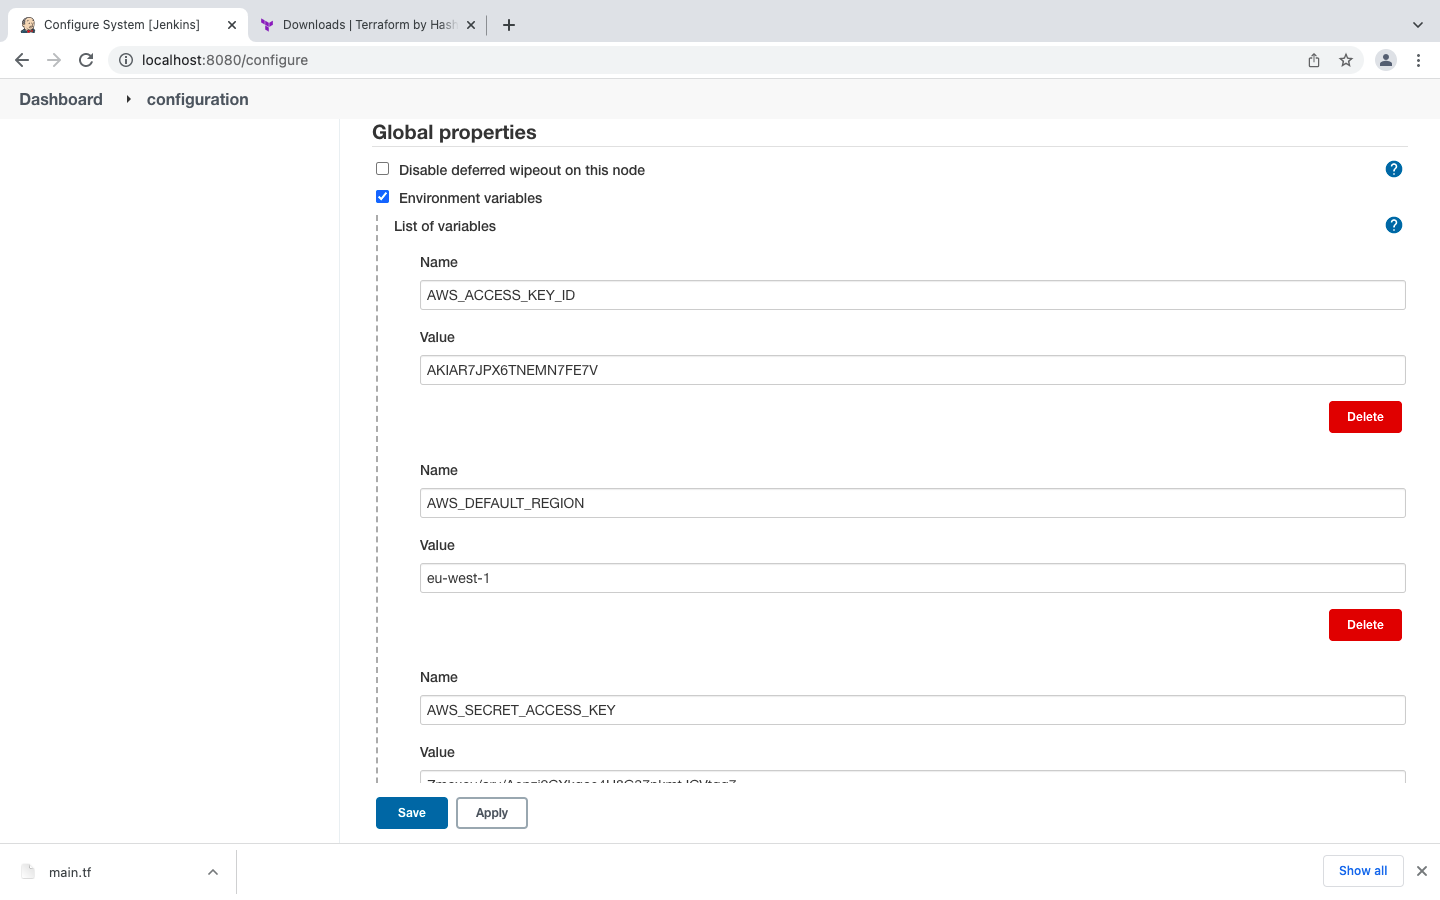 Configure System [Jenkins]
Downloads | Terraform by Hash
localhost:8080/configure
Dashboard
configuration
Global properties
Disable deferred wipeout on this node
?
Environment variables
List of variables
?
Name
AWS_ACCESS_KEY_ID
Value
AKIAR7JPX6TNEMN7FE7V
Delete
Name
AWS_DEFAULT_REGION
Value
eu-west-1
Delete
Name
AWS_SECRET_ACCESS_KEY
Value
Save
Apply
main.tf
Show all